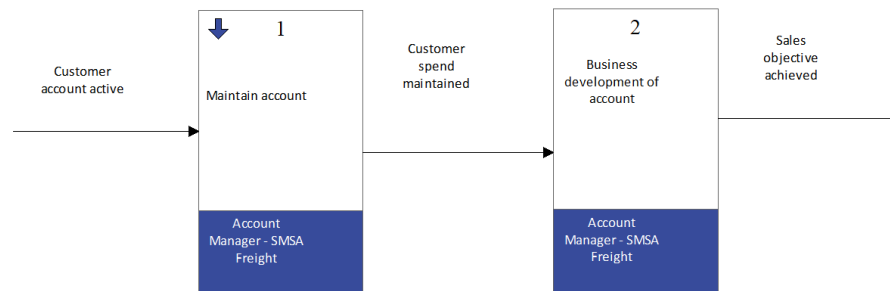 Customer
account active
1
Maintain account
Account
Manager - SMSA
Freight
Customer
spend
maintained
2
Business
development of
account
Account
Manager - SMSA
Freight
Sales
objective
achieved